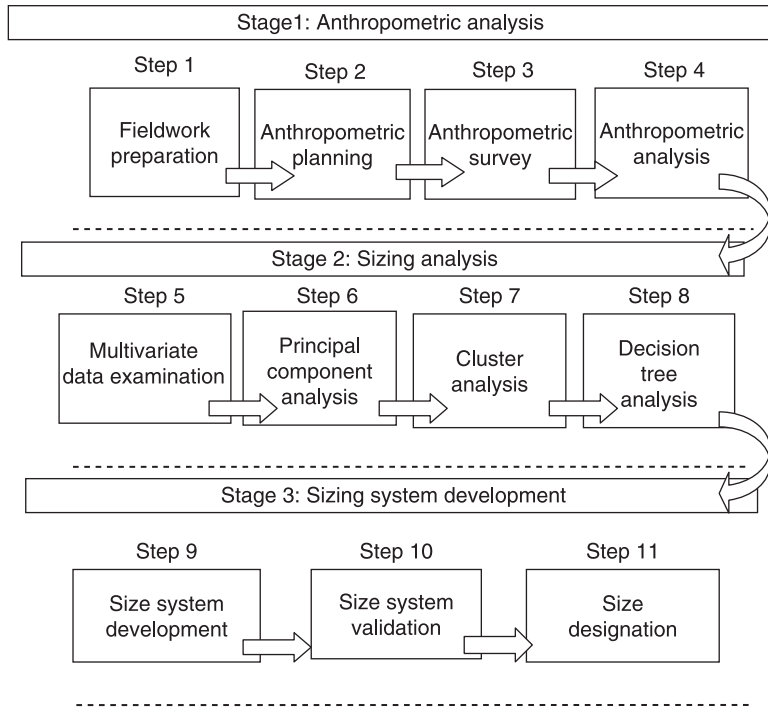 Stage1: Anthropometric analysis
Step 1
Fieldwork
preparation
Step 2
Anthropometric
planning
Step 3
Anthropometric
survey
Step 4
Anthropometric
analysis
Stage 2: Sizing analysis
Step 5
Multivariate
data examination
Step 6
Principal
component
analysis
Step 7
Cluster
analysis
Step 8
Decision
tree
analysis
Stage 3: Sizing system development
Step 9
Size system
development
Step 10
Size system
validation
Step 11
Size
designation